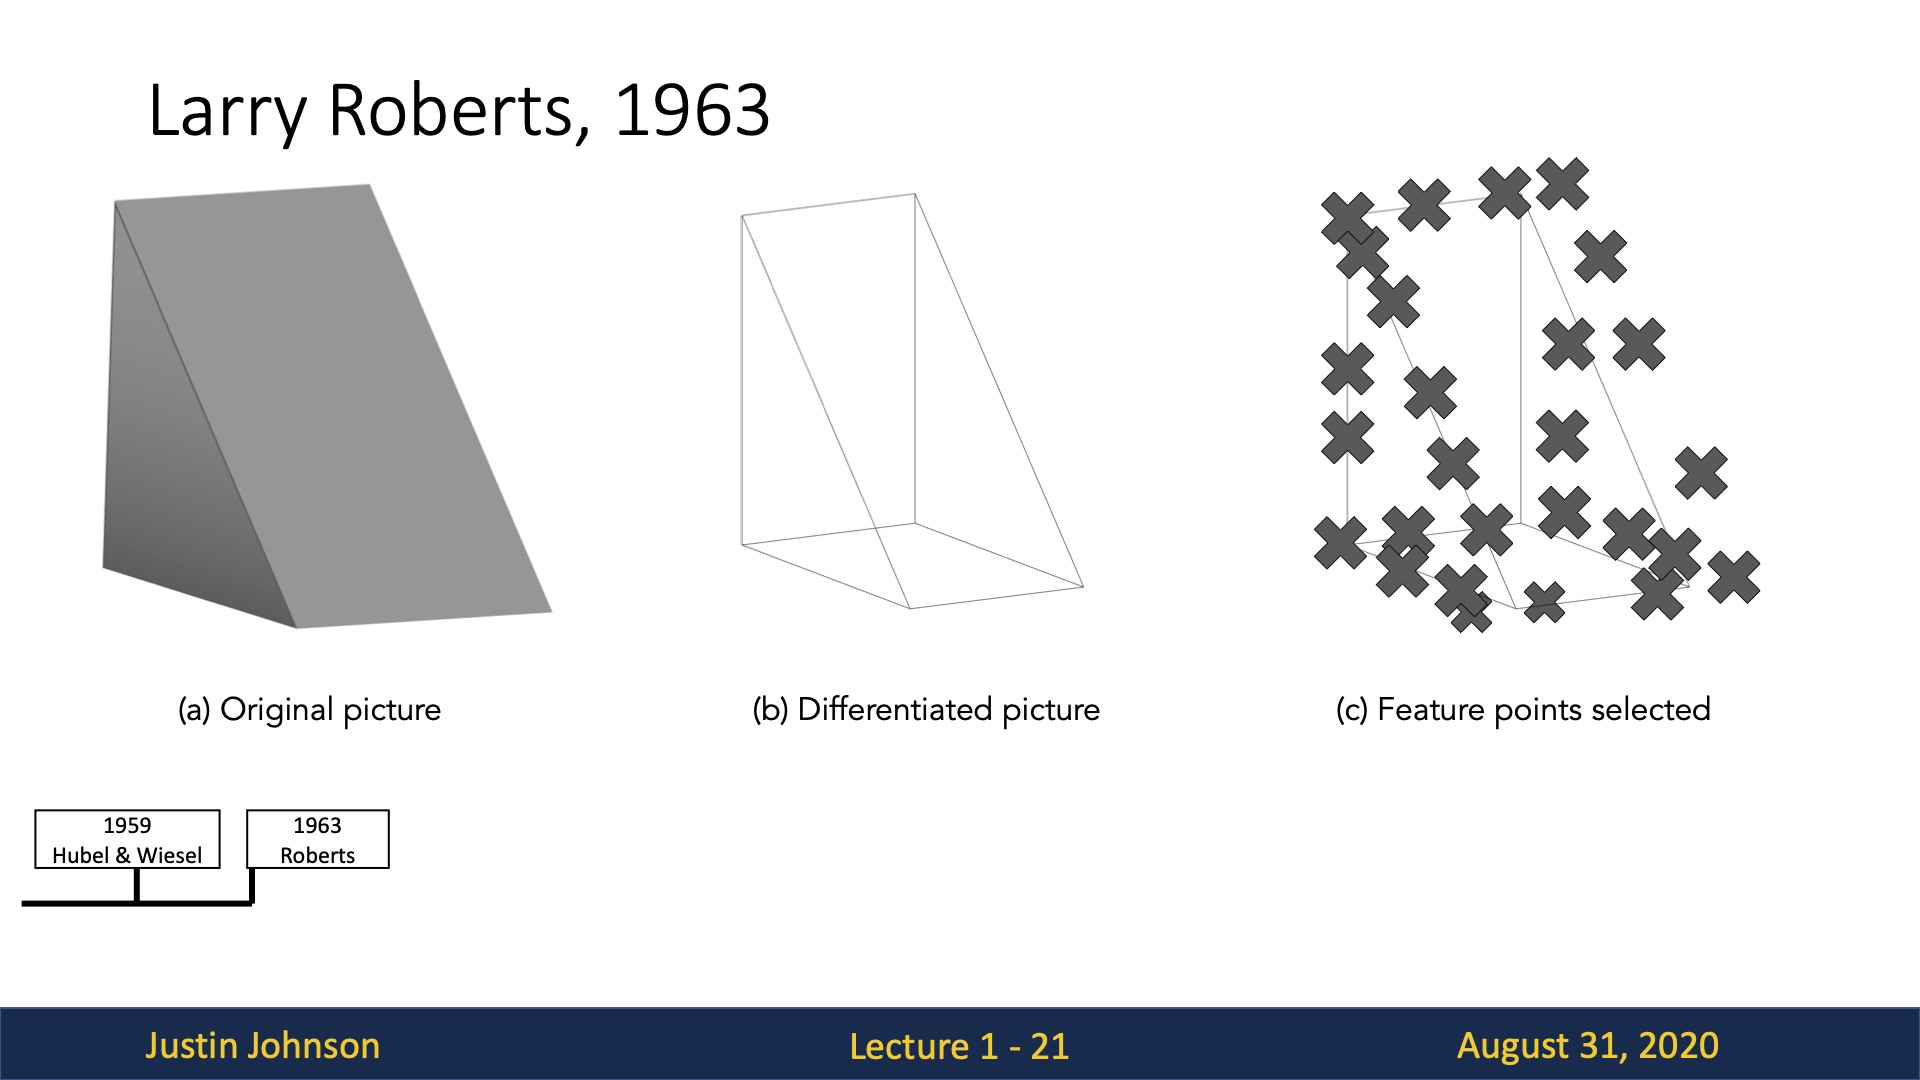 Larry Roberts, 1963
(a) Original picture
(b) Differentiated picture
(c) Feature points selected
1959
Hubel & Wiesel
1963
Roberts
Justin Johnson
Lecture 1 - 21
August 31, 2020